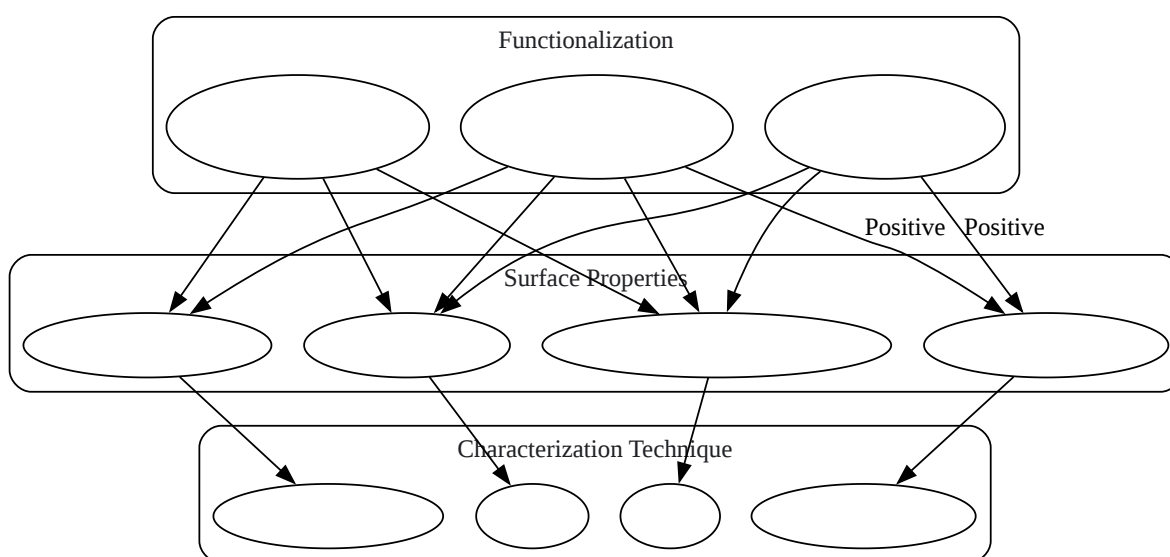 Functionalization
Positive Positive
Surface Properties
Characterization Technique